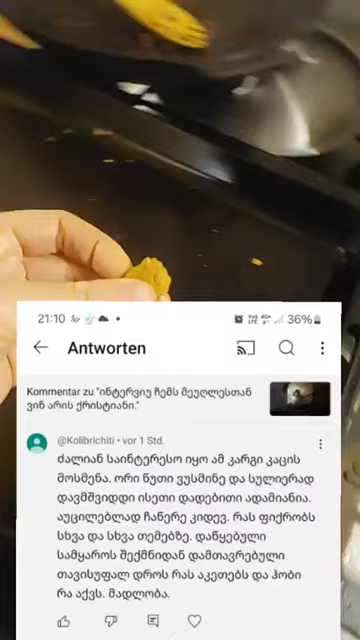 21:10
36%
Antworten
Kommentar zu "ინტერვიუ ჩემს მეუღლესთან
ვინ არის ქრისტიანი."
@Kolibrichiti • vor 1 Std.
ძალიან საინტერესო იყო ამ კარგი კაცის
მოსმენა. ორი წუთი ვუსმინე და სულიერად
დავმშვიდდი ისეთი დადებითი ადამიანია.
აუცილებლად ჩაწერე კიდევ. რას ფიქრობს
სხვა და სხვა თემებზე. დაწყებული
სამყაროს შექმნიდან დამთავრებული
თავისუფალ დროს რას აკეთებს და ჰობი
რა აქვს. მადლობა.